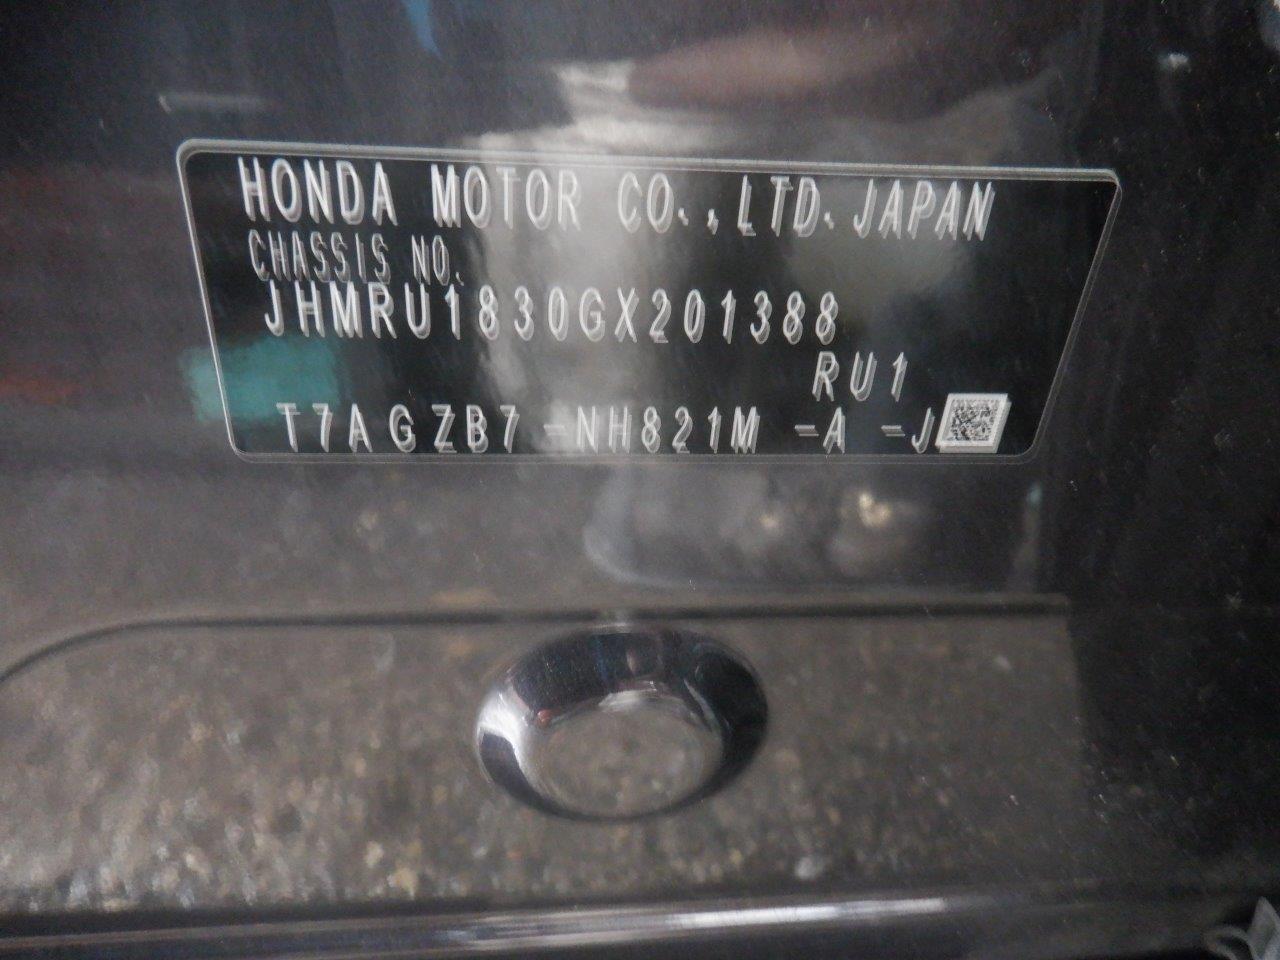 HONDA MOTOR CO.,LTD.JAPAN
CHASSIS NO.
JHMRU1830GX201388
RU1
T7AGZB7 -NH821M -A -J